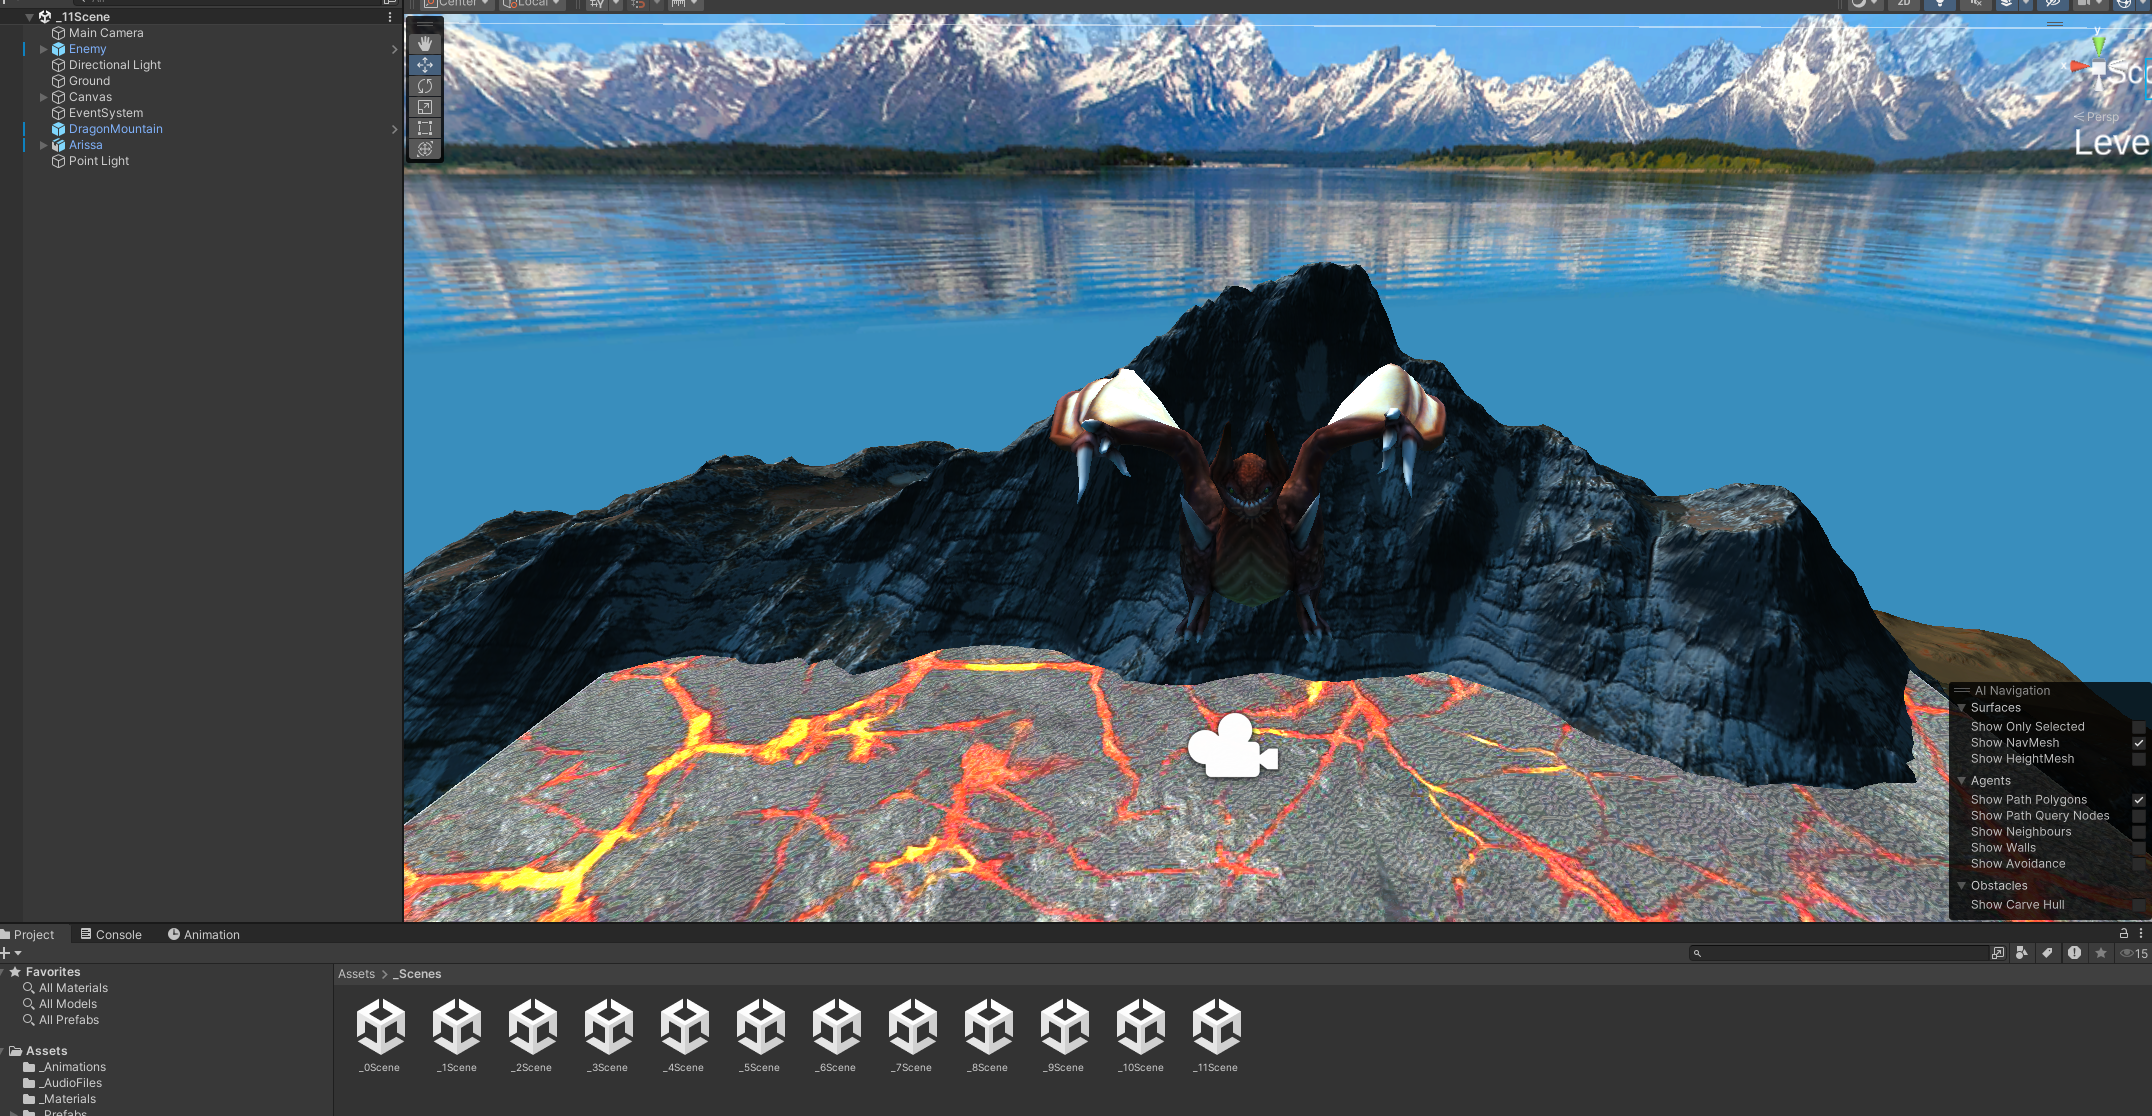 Center
Local
2D
_11Scene
Main Camera
Enemy
Directional Light
Ground
Canvas
EventSystem
DragonMountain
Arissa
Point Light
y
Sco
Persp
Leve
AI Navigation
Surfaces
Show Only Selected
Show NavMesh
Show HeightMesh
Agents
Show Path Polygons
Show Path Query Nodes
Show Neighbours
Show Walls
Show Avoidance
Obstacles
Show Carve Hull
Project
Console
Animation
15
Favorites
All Materials
All Models
All Prefabs
Assets
_Animations
_AudioFiles
_Materials
_Prefabs
Assets > _Scenes
_0Scene
_1Scene
_2Scene
_3Scene
_4Scene
_5Scene
_6Scene
_7Scene
_8Scene
_9Scene
_10Scene
_11Scene